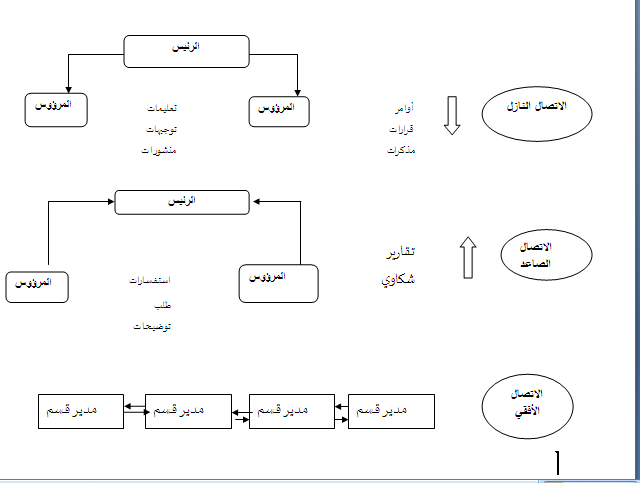 الرئيس
المرؤوس
المرؤوس
الاتصال النازل
أوامر
قرارات
مذكرات
تعليمات
توجيهات
منشورات
الرئيس
الاتصال
الصاعد
تقارير
شكاوي
المرؤوس
المرؤوس
استفسارات
طلب
توضيحات
الاتصال
الأفقي
مدير قسم
مدير قسم
مدير قسم
مدير قسم